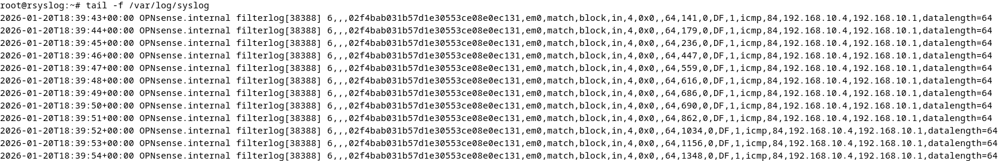 root@rsyslog:~# tail -f /var/log/syslog
2026-01-20T18:39:43+00:00 OPNsense.internal filterlog[38388] 6,,,02f4bab031b57d1e30553ce08e0ec131,em0,match,block,in,4,0x0,,64,141,0,DF,1,icmp,84,192.168.10.4,192.168.10.1,datalength=64
2026-01-20T18:39:44+00:00 OPNsense.internal filterlog[38388] 6,,,02f4bab031b57d1e30553ce08e0ec131,em0,match,block,in,4,0x0,,64,179,0,DF,1,icmp,84,192.168.10.4,192.168.10.1,datalength=64
2026-01-20T18:39:45+00:00 OPNsense.internal filterlog[38388] 6,,,02f4bab031b57d1e30553ce08e0ec131,em0,match,block,in,4,0x0,,64,236,0,DF,1,icmp,84,192.168.10.4,192.168.10.1,datalength=64
2026-01-20T18:39:46+00:00 OPNsense.internal filterlog[38388] 6,,,02f4bab031b57d1e30553ce08e0ec131,em0,match,block,in,4,0x0,,64,447,0,DF,1,icmp,84,192.168.10.4,192.168.10.1,datalength=64
2026-01-20T18:39:47+00:00 OPNsense.internal filterlog[38388] 6,,,02f4bab031b57d1e30553ce08e0ec131,em0,match,block,in,4,0x0,,64,559,0,DF,1,icmp,84,192.168.10.4,192.168.10.1,datalength=64
2026-01-20T18:39:48+00:00 OPNsense.internal filterlog[38388] 6,,,02f4bab031b57d1e30553ce08e0ec131,em0,match,block,in,4,0x0,,64,616,0,DF,1,icmp,84,192.168.10.4,192.168.10.1,datalength=64
2026-01-20T18:39:49+00:00 OPNsense.internal filterlog[38388] 6,,,02f4bab031b57d1e30553ce08e0ec131,em0,match,block,in,4,0x0,,64,686,0,DF,1,icmp,84,192.168.10.4,192.168.10.1,datalength=64
2026-01-20T18:39:50+00:00 OPNsense.internal filterlog[38388] 6,,,02f4bab031b57d1e30553ce08e0ec131,em0,match,block,in,4,0x0,,64,690,0,DF,1,icmp,84,192.168.10.4,192.168.10.1,datalength=64
2026-01-20T18:39:51+00:00 OPNsense.internal filterlog[38388] 6,,,02f4bab031b57d1e30553ce08e0ec131,em0,match,block,in,4,0x0,,64,862,0,DF,1,icmp,84,192.168.10.4,192.168.10.1,datalength=64
2026-01-20T18:39:52+00:00 OPNsense.internal filterlog[38388] 6,,,02f4bab031b57d1e30553ce08e0ec131,em0,match,block,in,4,0x0,,64,1034,0,DF,1,icmp,84,192.168.10.4,192.168.10.1,datalength=64
2026-01-20T18:39:53+00:00 OPNsense.internal filterlog[38388] 6,,,02f4bab031b57d1e30553ce08e0ec131,em0,match,block,in,4,0x0,,64,1156,0,DF,1,icmp,84,192.168.10.4,192.168.10.1,datalength=64
2026-01-20T18:39:54+00:00 OPNsense.internal filterlog[38388] 6,,,02f4bab031b57d1e30553ce08e0ec131,em0,match,block,in,4,0x0,,64,1348,0,DF,1,icmp,84,192.168.10.4,192.168.10.1,datalength=64